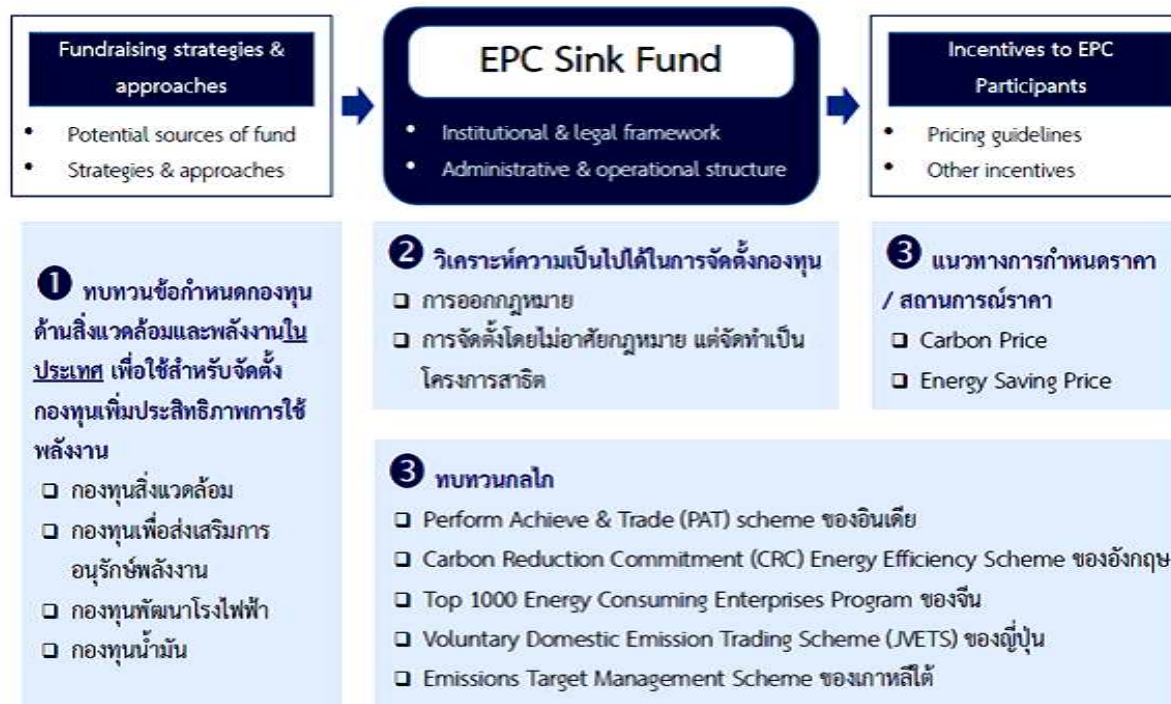 Fundraising strategies &
approaches
• Potential sources of fund
• Strategies & approaches
EPC Sink Fund
• Institutional & legal framework
• Administrative & operational structure
Incentives to EPC
Participants
• Pricing guidelines
• Other incentives
❶ ทบทวนข้อกำหนดกองทุน
ด้านสิ่งแวดล้อมและพลังงานใน
ประเทศ เพื่อใช้สำหรับจัดตั้ง
กองทุนเพิ่มประสิทธิภาพการใช้
พลังงาน
❑ กองทุนสิ่งแวดล้อม
❑ กองทุนเพื่อส่งเสริมการ
อนุรักษ์พลังงาน
❑ กองทุนพัฒนาโรงไฟฟ้า
❑ กองทุนน้ำมัน
❷ วิเคราะห์ความเป็นไปได้ในการจัดตั้งกองทุน
❑ การออกกฎหมาย
❑ การจัดตั้งโดยไม่อาศัยกฎหมาย แต่จัดทำเป็น
โครงการสาธิต
❸ แนวทางการกำหนดราคา
/ สถานการณ์ราคา
❑ Carbon Price
❑ Energy Saving Price
❸ ทบทวนกลไก
❑ Perform Achieve & Trade (PAT) scheme ของอินเดีย
❑ Carbon Reduction Commitment (CRC) Energy Efficiency Scheme ของอังกฤษ
❑ Top 1000 Energy Consuming Enterprises Program ของจีน
❑ Voluntary Domestic Emission Trading Scheme (JVETS) ของญี่ปุ่น
❑ Emissions Target Management Scheme ของเกาหลีใต้